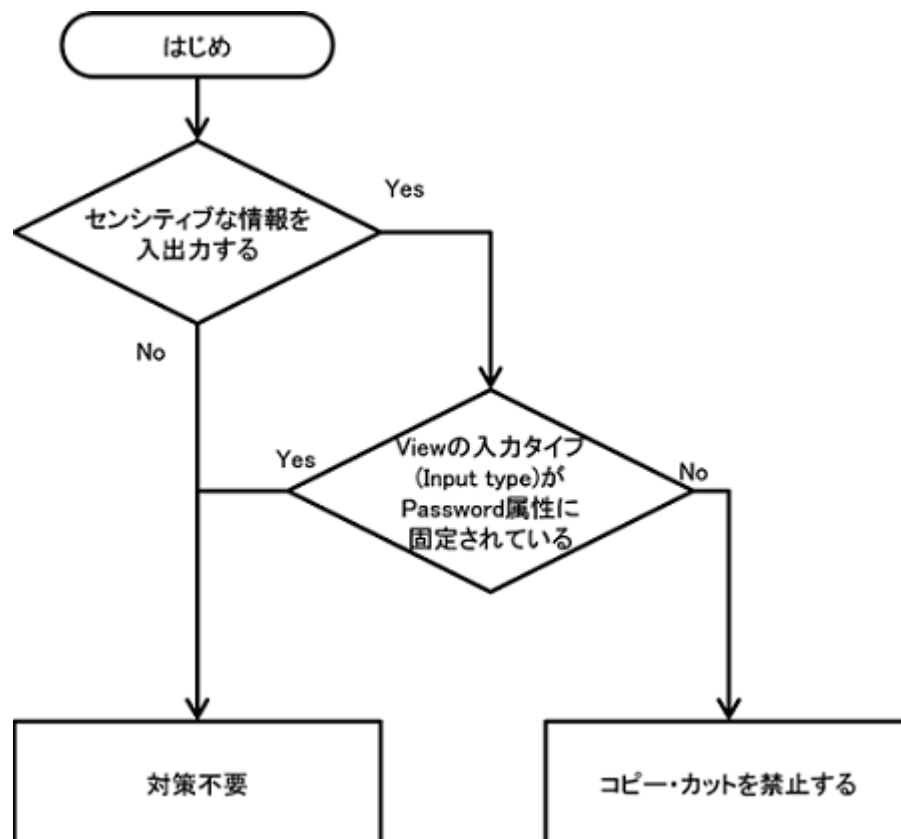 はじめ
センシティブな情報を
入出力する
Yes
No
Viewの入力タイプ
(Input type)が
Password属性に
固定されている
Yes
No
対策不要
コピー・カットを禁止する